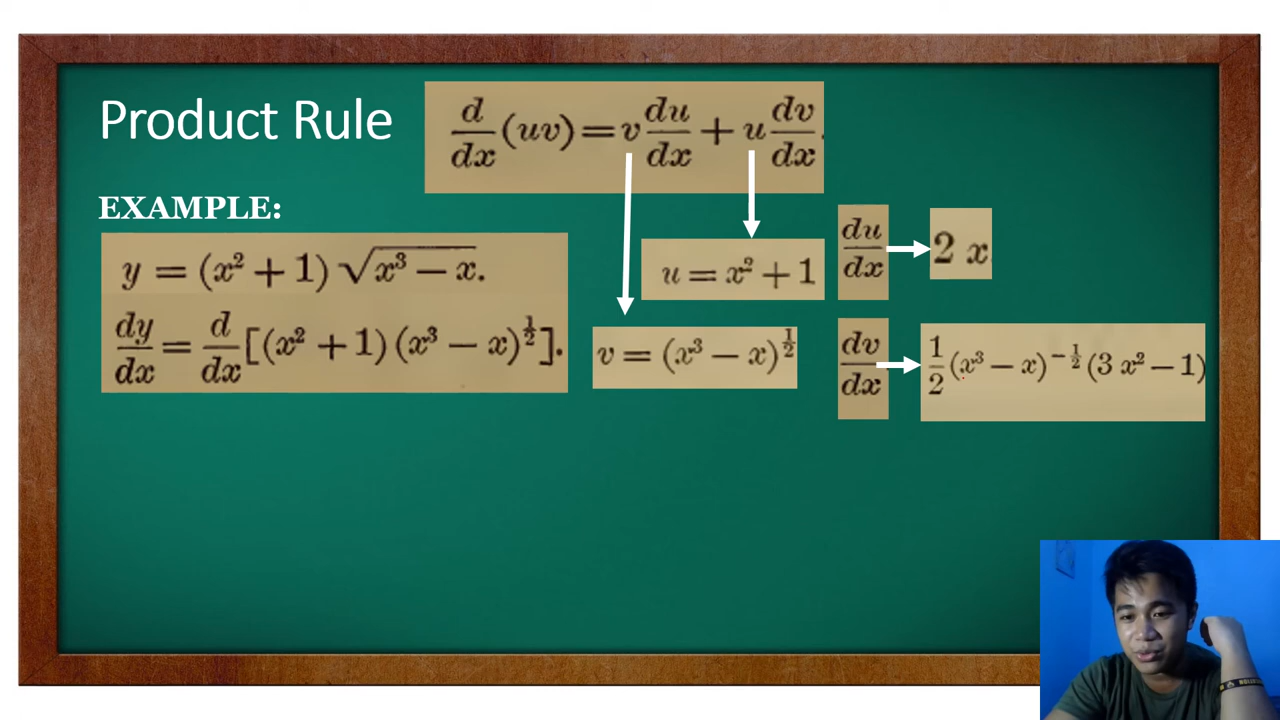 Product Rule
d/dx (uv) = v du/dx + u dv/dx.
EXAMPLE:
y = (x² + 1) √(x³ − x).
dy/dx = d/dx [(x² + 1) (x³ − x)^½].
u = x² + 1
v = (x³ − x)^½
du/dx → 2 x
dv/dx → 1/2 (x³ − x)^−½ (3 x² − 1)